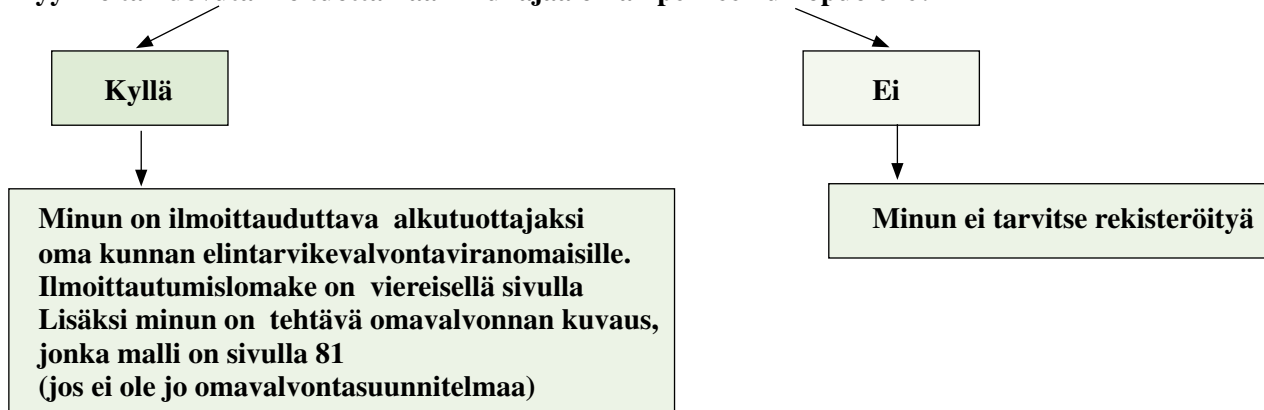 Kyllä
Ei
Minun on ilmoittauduttava alkutuottajaksi
oma kunnan elintarvikevalvontaviranomaisille.
Ilmoittautumislomake on viereisellä sivulla
Lisäksi minun on tehtävä omavalvonnan kuvaus,
jonka malli on sivulla 81
(jos ei ole jo omavalvontasuunnitelmaa)
Minun ei tarvitse rekisteröityä